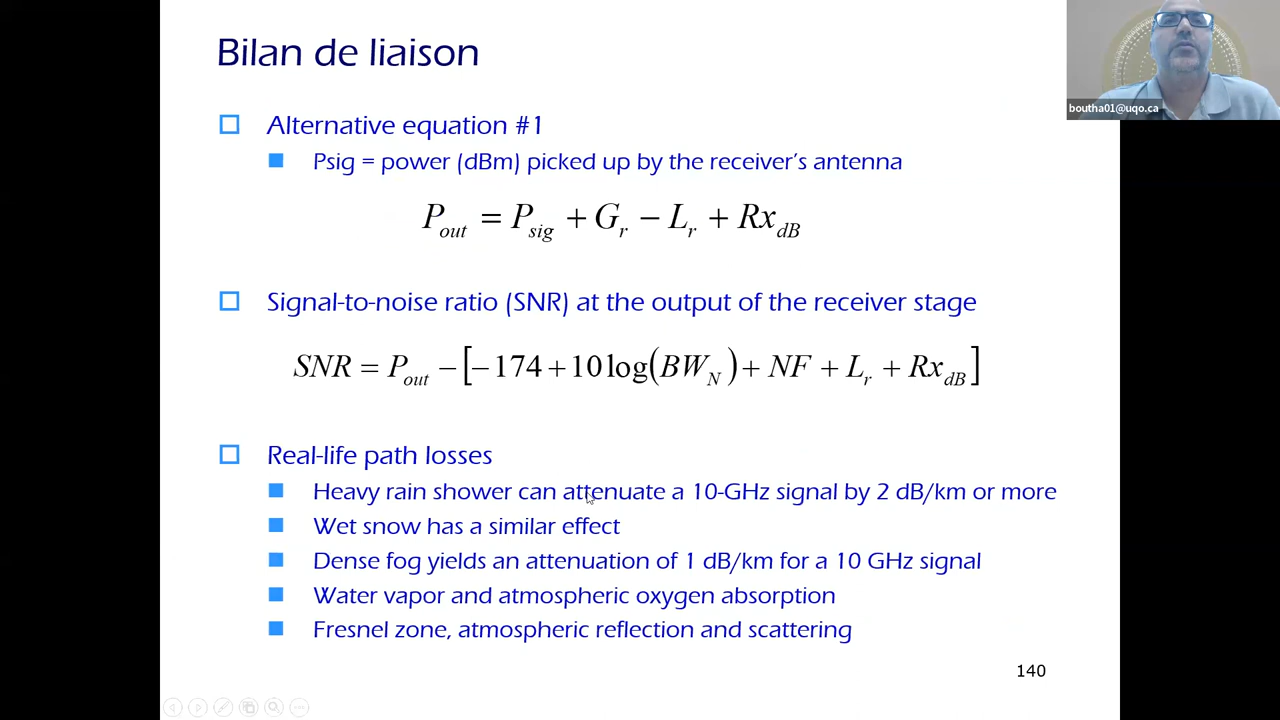 Bilan de liaison
boutha01@uqo.ca
Alternative equation #1
Psig = power (dBm) picked up by the receiver's antenna
P_out = P_sig + G_r − L_r + Rx_dB
Signal-to-noise ratio (SNR) at the output of the receiver stage
SNR = P_out − [−174 + 10 log(BW_N) + NF + L_r + Rx_dB]
Real-life path losses
Heavy rain shower can attenuate a 10-GHz signal by 2 dB/km or more
Wet snow has a similar effect
Dense fog yields an attenuation of 1 dB/km for a 10 GHz signal
Water vapor and atmospheric oxygen absorption
Fresnel zone, atmospheric reflection and scattering
140